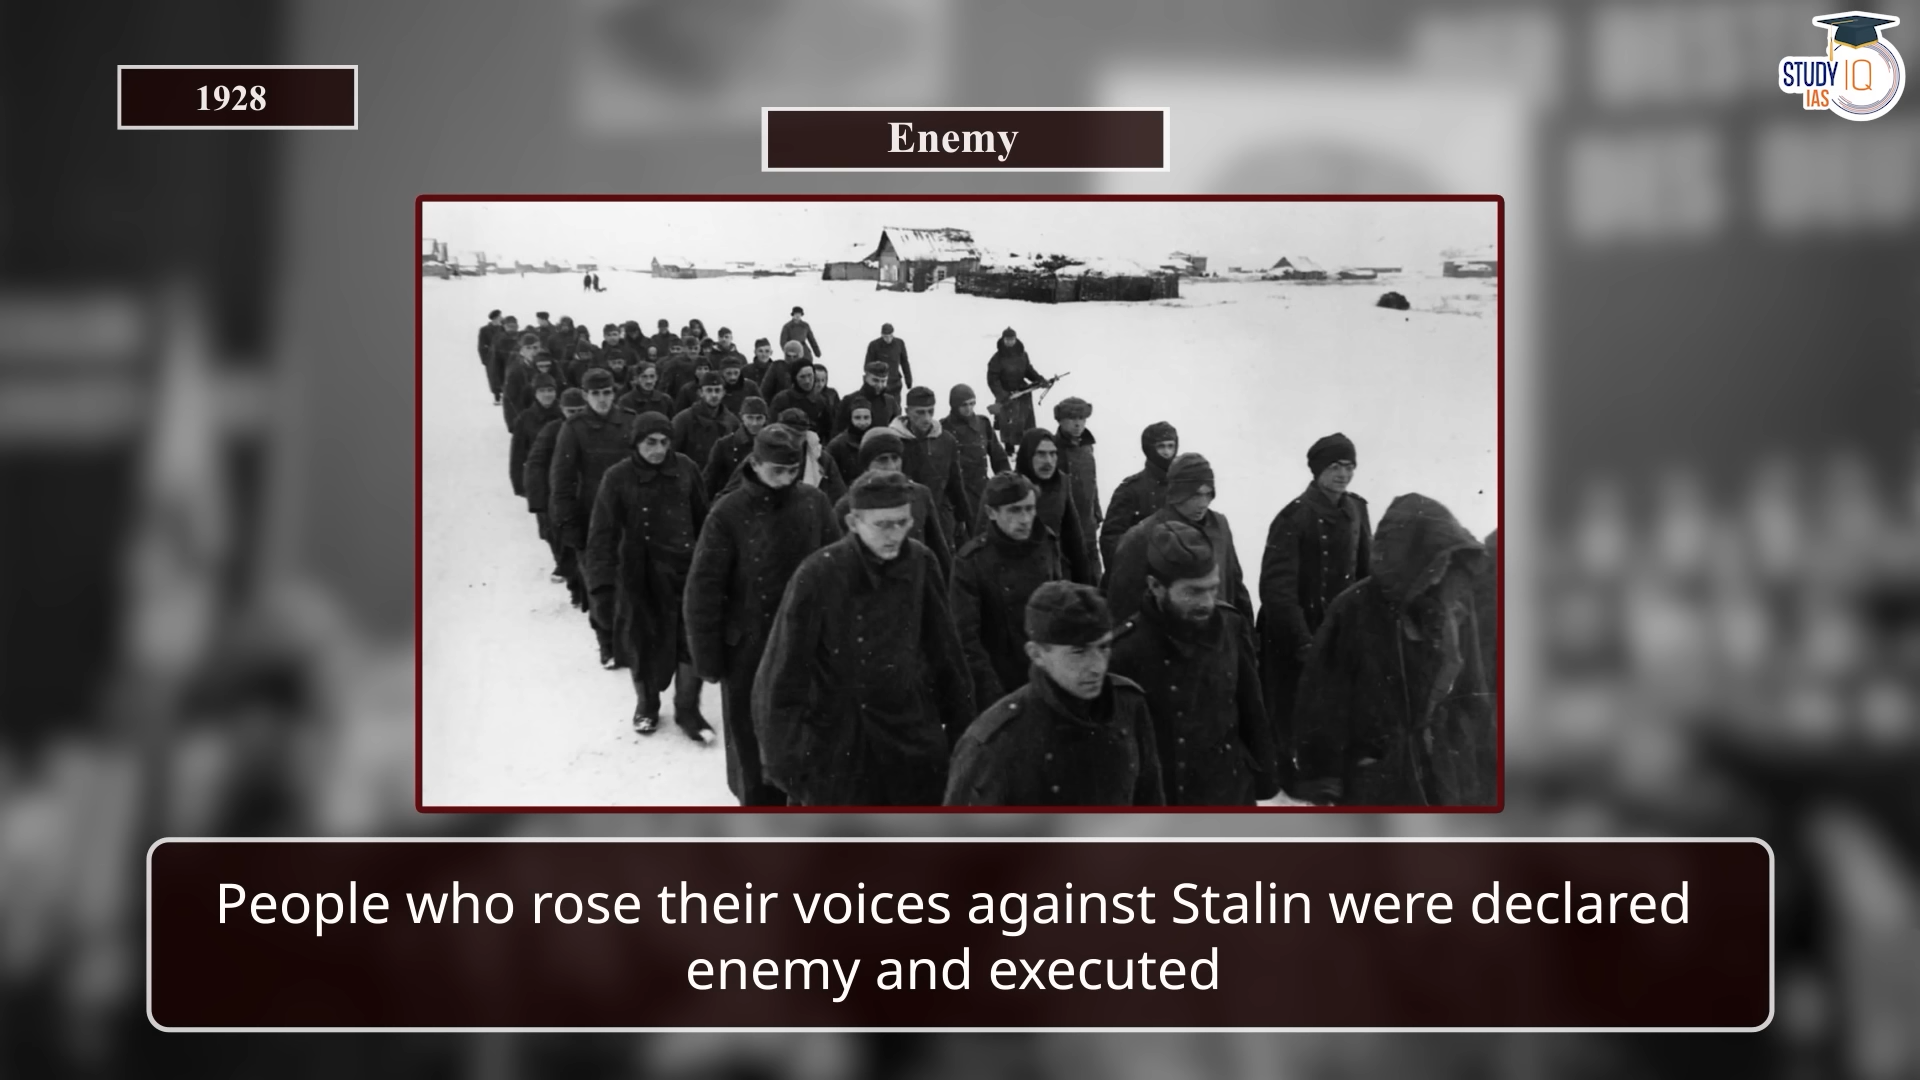 1928
STUDY IQ
IAS
Enemy
People who rose their voices against Stalin were declared
enemy and executed